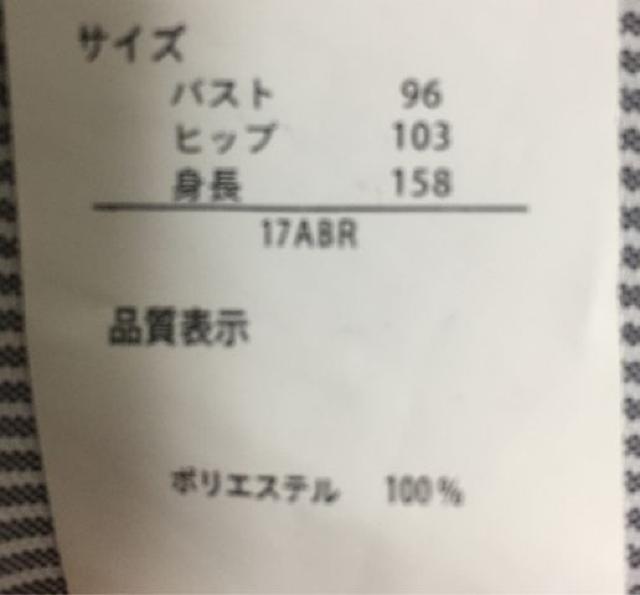 サイズ
バスト 96
ヒップ 103
身長 158
17ABR
品質表示
ポリエステル 100%